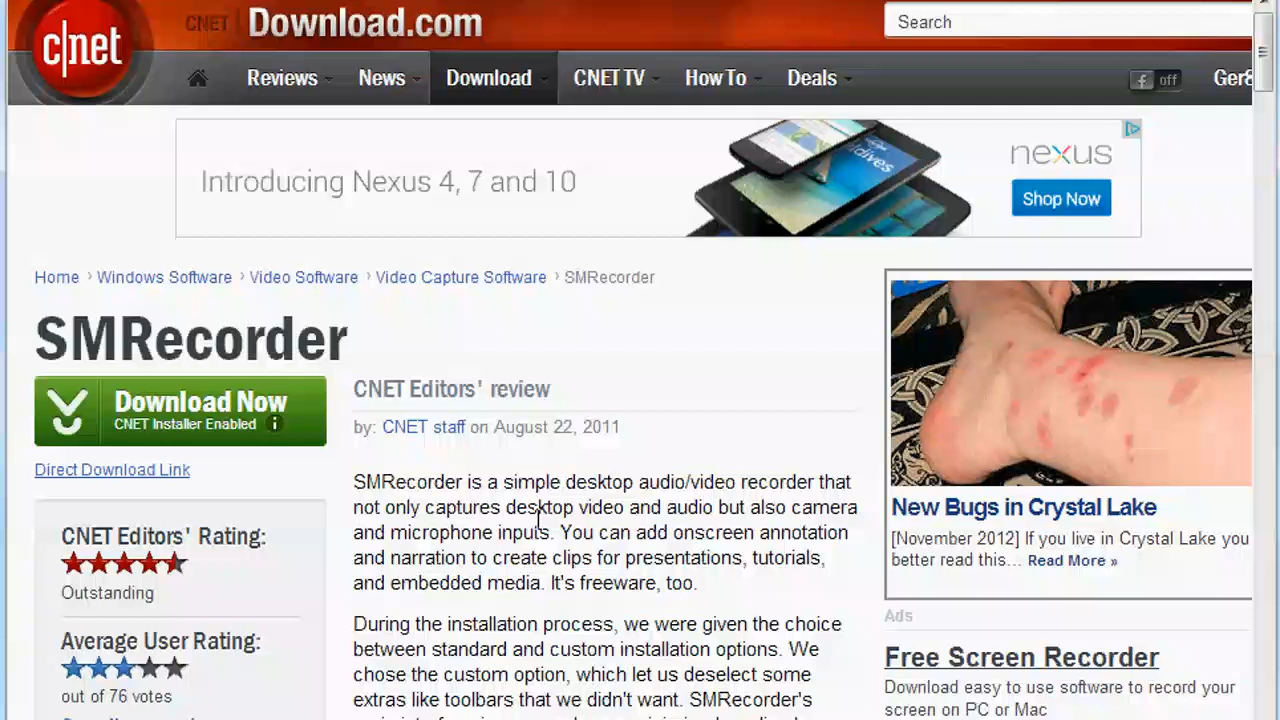 c|net
CNET Download.com
Search
Reviews News Download CNET TV How To Deals off Ger8
Introducing Nexus 4, 7 and 10
nexus
Shop Now
Home › Windows Software › Video Software › Video Capture Software › SMRecorder
SMRecorder
Download Now
CNET Installer Enabled i
Direct Download Link
CNET Editors' Rating:
Outstanding
Average User Rating:
out of 76 votes
CNET Editors' review
by: CNET staff on August 22, 2011
SMRecorder is a simple desktop audio/video recorder that
not only captures desktop video and audio but also camera
and microphone inputs. You can add onscreen annotation
and narration to create clips for presentations, tutorials,
and embedded media. It's freeware, too.
During the installation process, we were given the choice
between standard and custom installation options. We
chose the custom option, which let us deselect some
extras like toolbars that we didn't want. SMRecorder's
New Bugs in Crystal Lake
[November 2012] If you live in Crystal Lake you
better read this... Read More »
Ads
Free Screen Recorder
Download easy to use software to record your
screen on PC or Mac